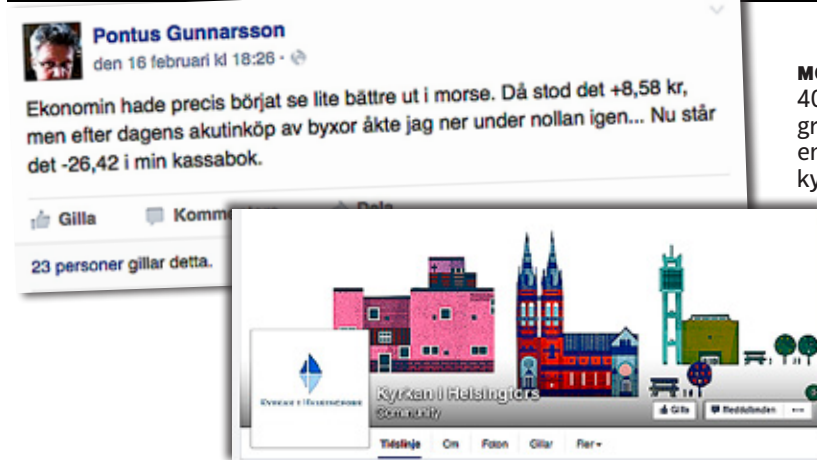 Pontus Gunnarsson
den 16 februari kl 18:26 ·
Ekonomin hade precis börjat se lite bättre ut i morse. Då stod det +8,58 kr,
men efter dagens akutinköp av byxor åkte jag ner under nollan igen... Nu står
det -26,42 i min kassabok.
Gilla Dela
23 personer gillar detta.
40
gr
en
ky
KYRKAN I HELSINGFORS
Kyrkan i Helsingfors
Community
Gilla Meddelanden ...
Tidslinje Om Foton Gillar Fler